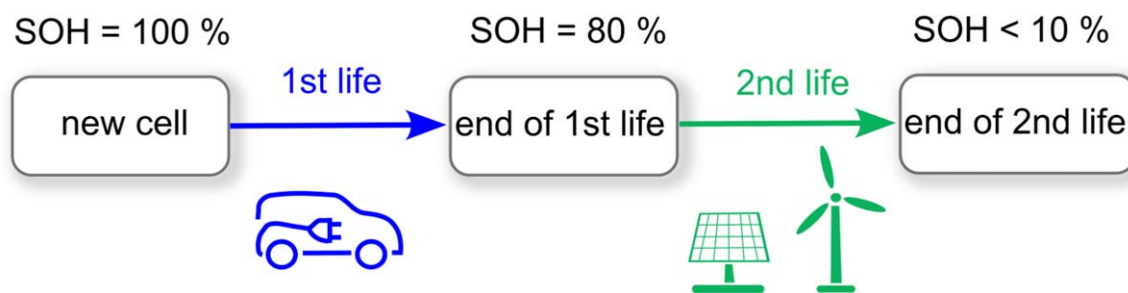 SOH = 100 %
SOH = 80 %
SOH < 10 %
1st life
2nd life
new cell
end of 1st life
end of 2nd life